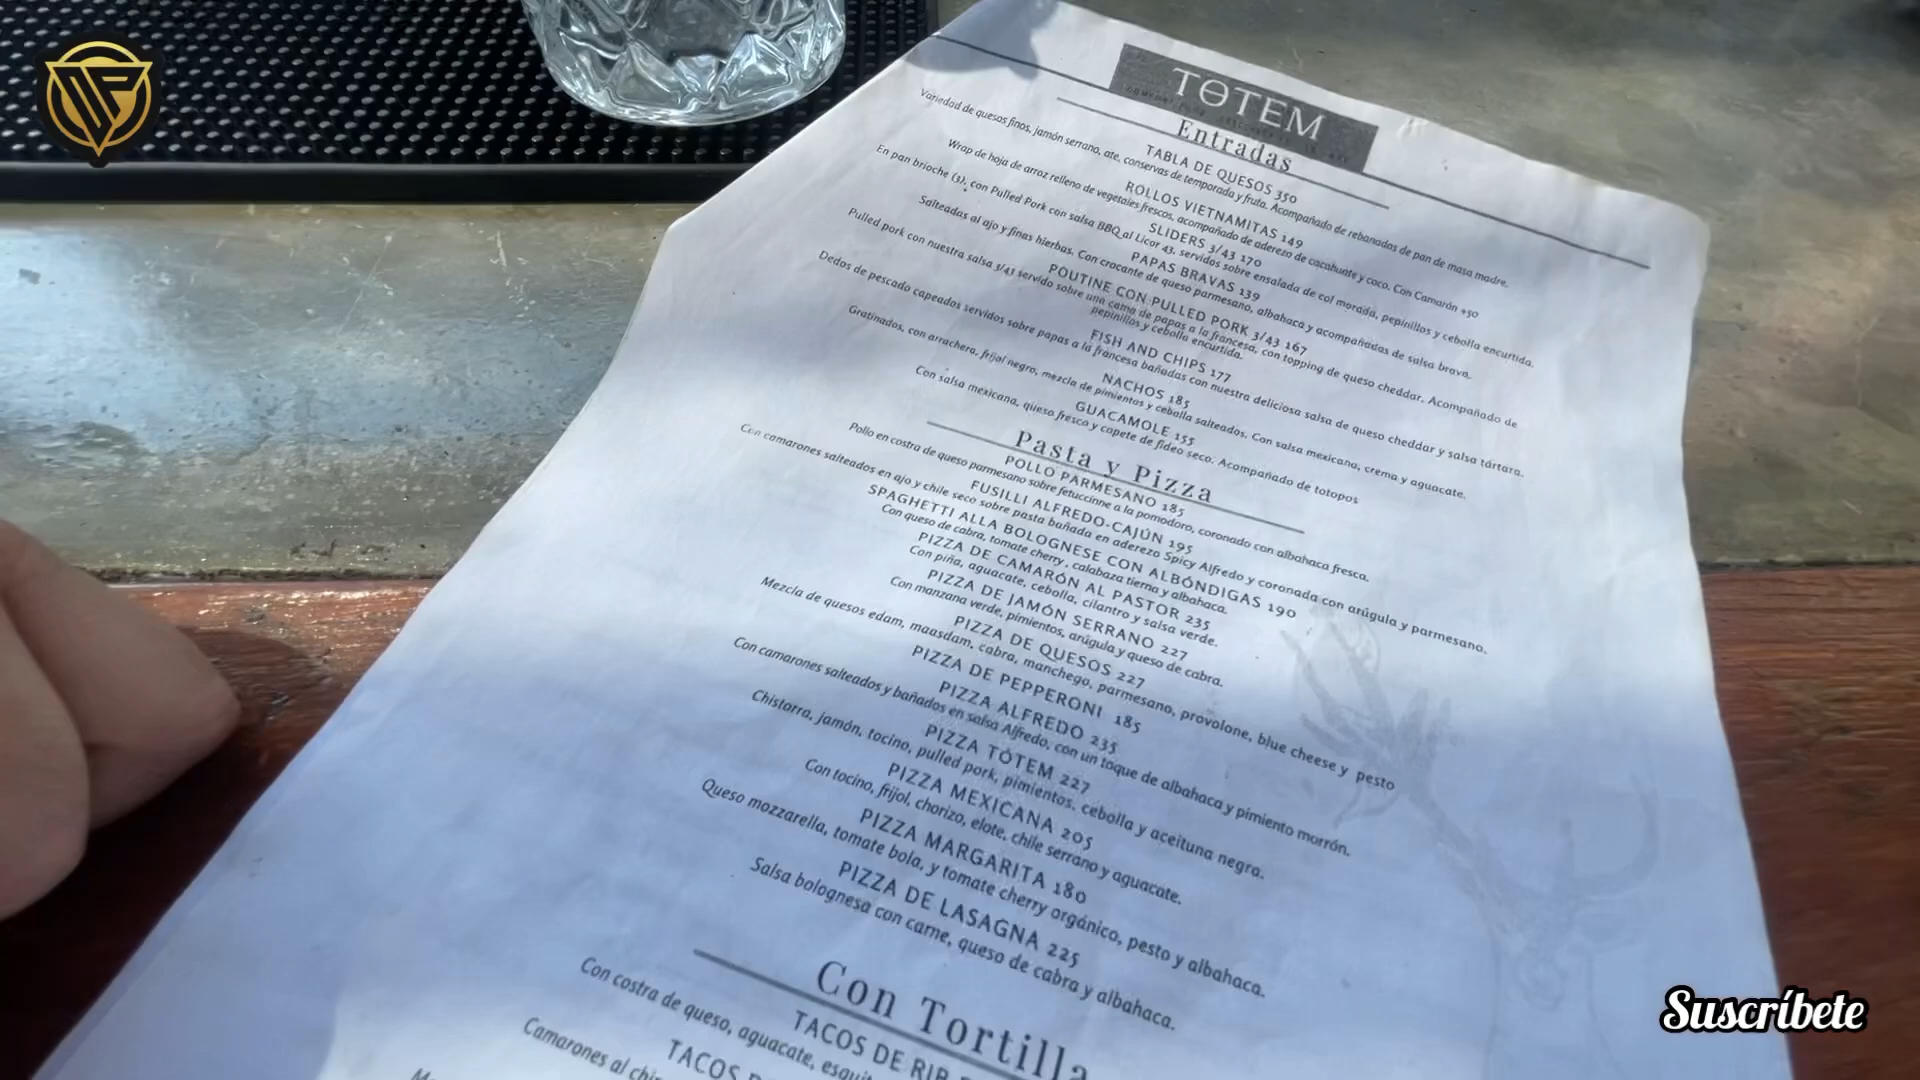 TOTEM
Entradas
TABLA DE QUESOS 350
Variedad de quesos finos, jamón serrano, ate, conservas de temporada y fruta. Acompañado de rebanadas de pan de masa madre.
ROLLOS VIETNAMITAS 149
Wrap de hoja de arroz relleno de vegetales frescos, acompañado de aderezo de cacahuate y coco. Con Camarón +50
SLIDERS 3/43 170
En pan brioche (3), con Pulled Pork con salsa BBQ al Licor 43, servidos sobre ensalada de col morada, pepinillos y cebolla encurtida.
PAPAS BRAVAS 139
Salteadas al ajo y finas hierbas. Con crocante de queso parmesano, albahaca y acompañadas de salsa brava.
POUTINE CON PULLED PORK 3/43 167
Pulled pork con nuestra salsa 3/43 servido sobre una cama de papas a la francesa, con topping de queso cheddar. Acompañado de
pepinillos y cebolla encurtida.
FISH AND CHIPS 177
Dedos de pescado capeados servidos sobre papas a la francesa bañadas con nuestra deliciosa salsa de queso cheddar y salsa tártara.
NACHOS 185
Gratinados, con arrachera, frijol negro, mezcla de pimientos y cebolla salteados. Con salsa mexicana, crema y aguacate.
GUACAMOLE 155
Con salsa mexicana, queso fresco y copete de fideo seco. Acompañado de totopos
Pasta y Pizza
POLLO PARMESANO 185
Pollo en costra de queso parmesano sobre fetuccinne a la pomodoro, coronado con albahaca fresca.
FUSILLI ALFREDO-CAJÚN 195
Con camarones salteados en ajo y chile seco sobre pasta bañada en aderezo Spicy Alfredo y coronada con arúgula y parmesano.
SPAGHETTI ALLA BOLOGNESE CON ALBÓNDIGAS 190
Con queso de cabra, tomate cherry, calabaza tierna y albahaca.
PIZZA DE CAMARÓN AL PASTOR 235
Con piña, aguacate, cebolla, cilantro y salsa verde.
PIZZA DE JAMÓN SERRANO 227
Con manzana verde, pimientos, arúgula y queso de cabra.
PIZZA DE QUESOS 227
Mezcla de quesos edam, maasdam, cabra, manchego, parmesano, provolone, blue cheese y pesto
PIZZA DE PEPPERONI 185
PIZZA ALFREDO 235
Con camarones salteados y bañados en salsa Alfredo, con un toque de albahaca y pimiento morrón.
PIZZA TÓTEM 227
Chistorra, jamón, tocino, pulled pork, pimientos, cebolla y aceituna negra.
PIZZA MEXICANA 205
Con tocino, frijol, chorizo, elote, chile serrano y aguacate.
PIZZA MARGARITA 180
Queso mozzarella, tomate bola, y tomate cherry orgánico, pesto y albahaca.
PIZZA DE LASAGNA 225
Salsa bolognesa con carne, queso de cabra y albahaca.
Con Tortilla
TACOS DE RIB
Con costra de queso, aguacate,
TACOS
Camarones al
Suscríbete